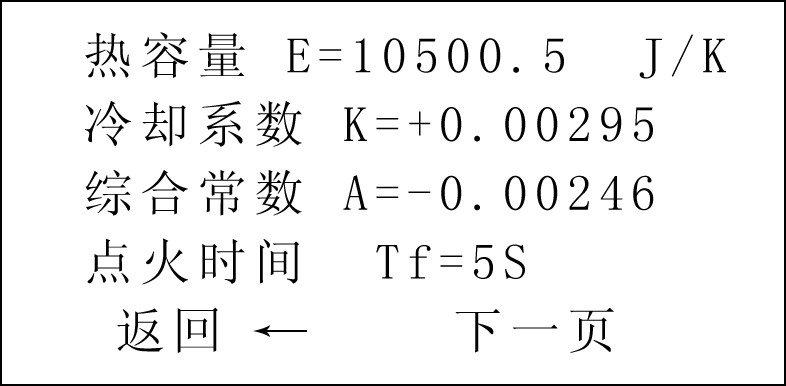 热容量 E=10500.5 J/K
冷却系数 K=+0.00295
综合常数 A=-0.00246
点火时间 Tf=5S
返回 ← 下一页